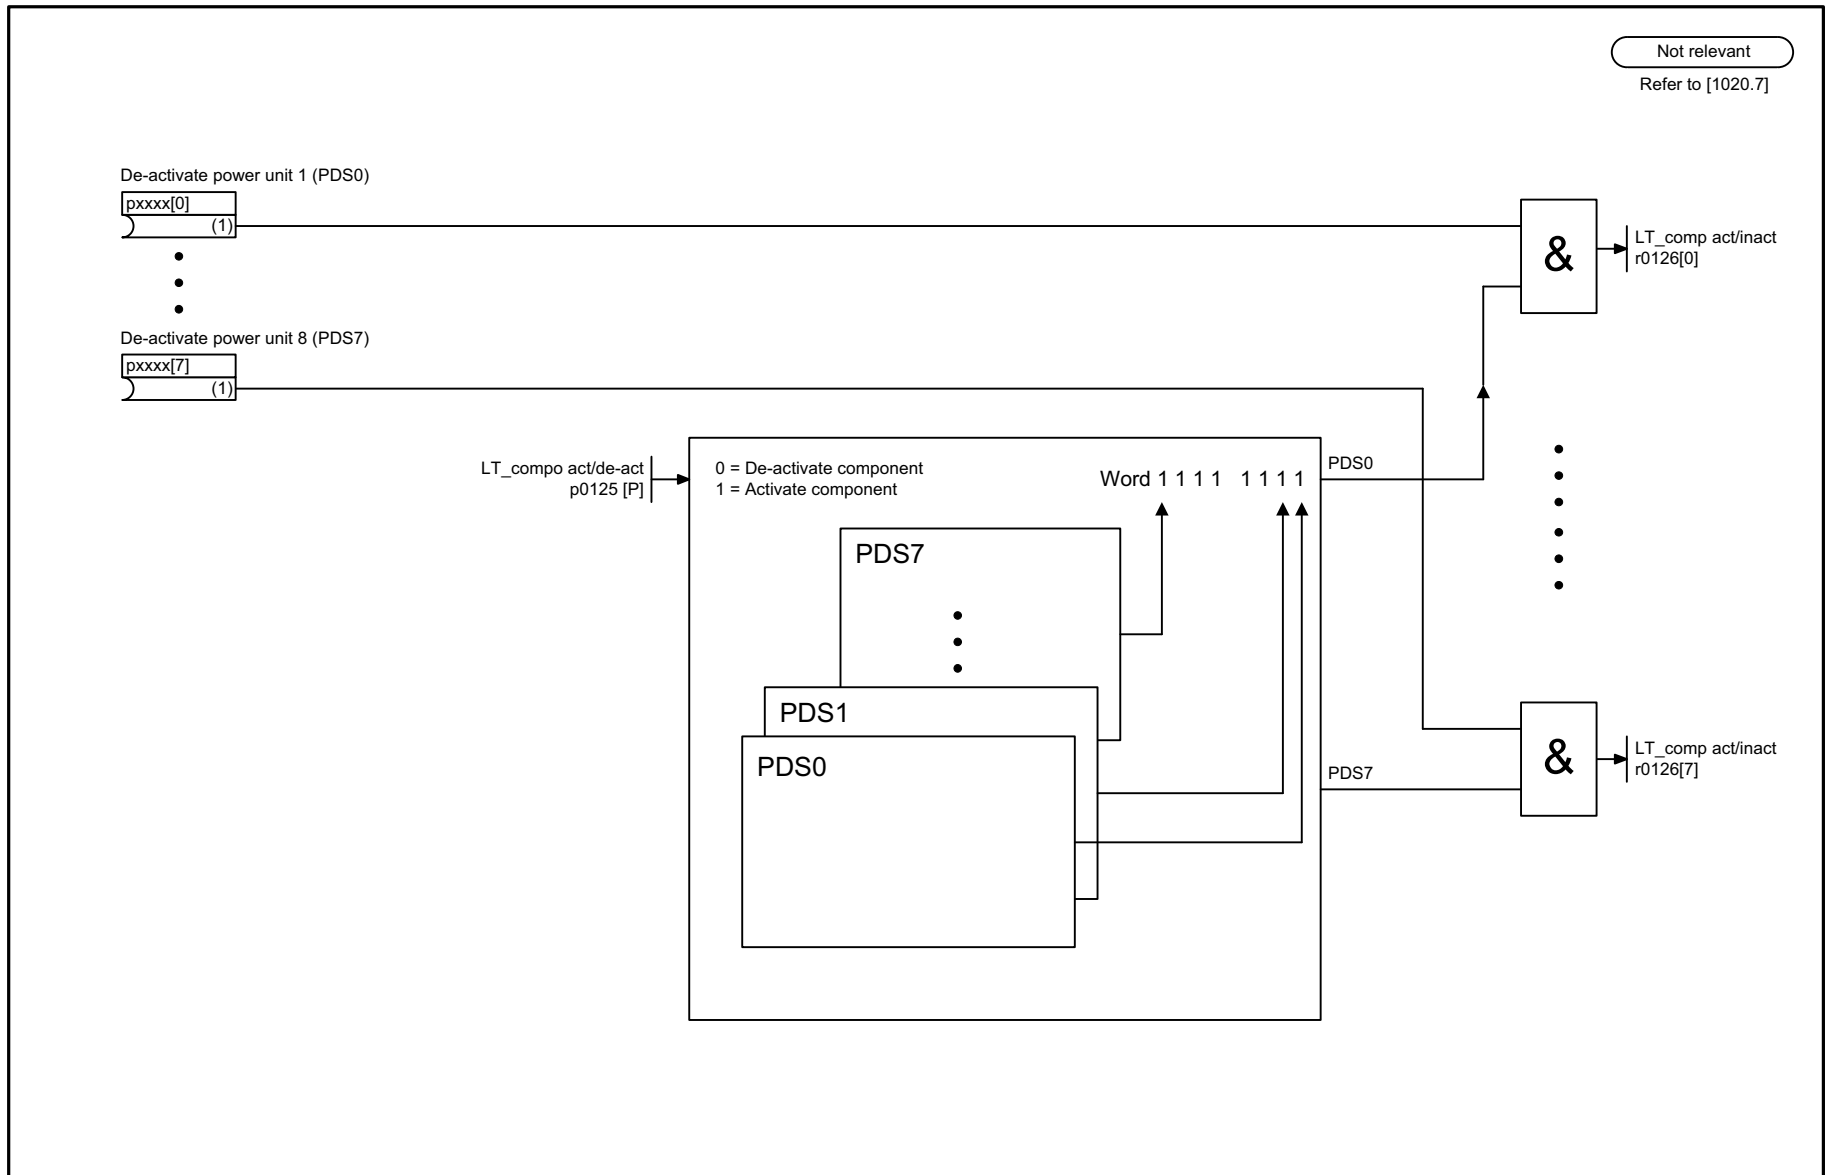 Not relevant
Refer to [1020.7]
De-activate power unit 1 (PDS0)
pxxxx[0]
(1)
&
LT_comp act/inact
r0126[0]
De-activate power unit 8 (PDS7)
pxxxx[7]
(1)
LT_compo act/de-act
p0125 [P]
0 = De-activate component
1 = Activate component
Word 1 1 1 1 1 1 1 1
PDS0
PDS7
PDS1
PDS0
PDS7
&
LT_comp act/inact
r0126[7]